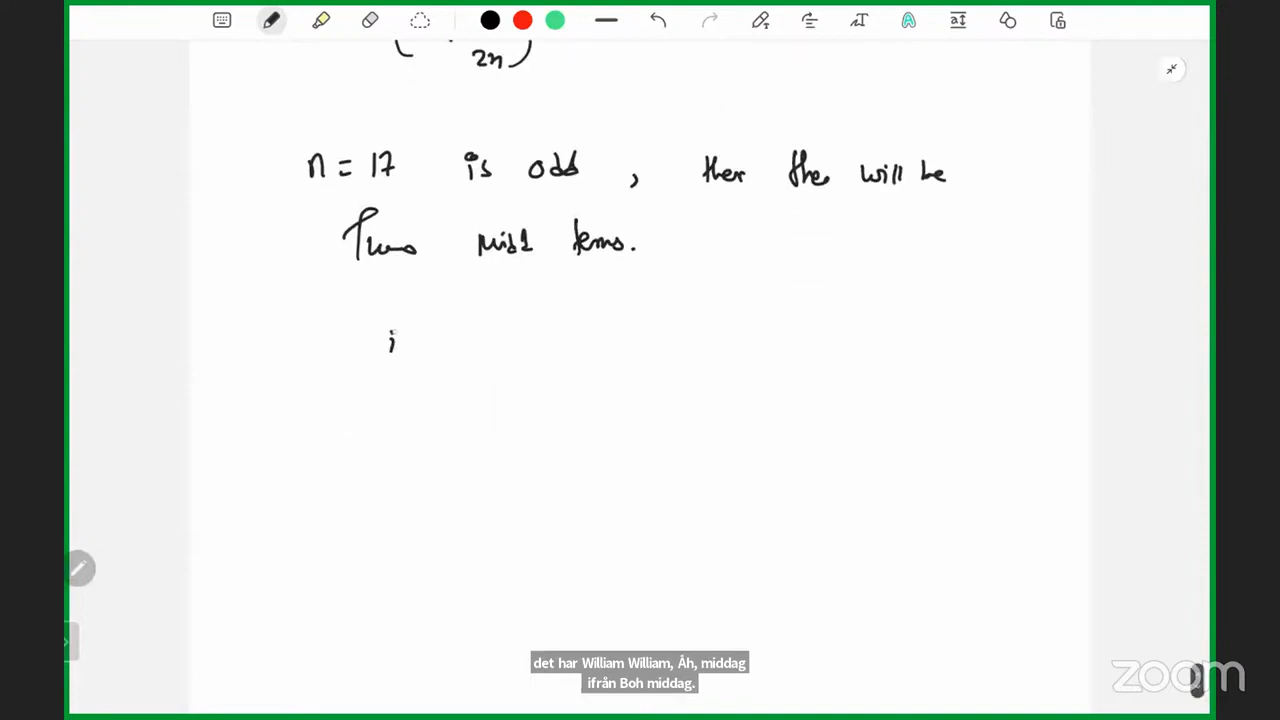 2n
n = 17 is odd , then the will be
Two mid terms.
i
det har William William, Åh, middag
ifrån Boh middag.
zoom